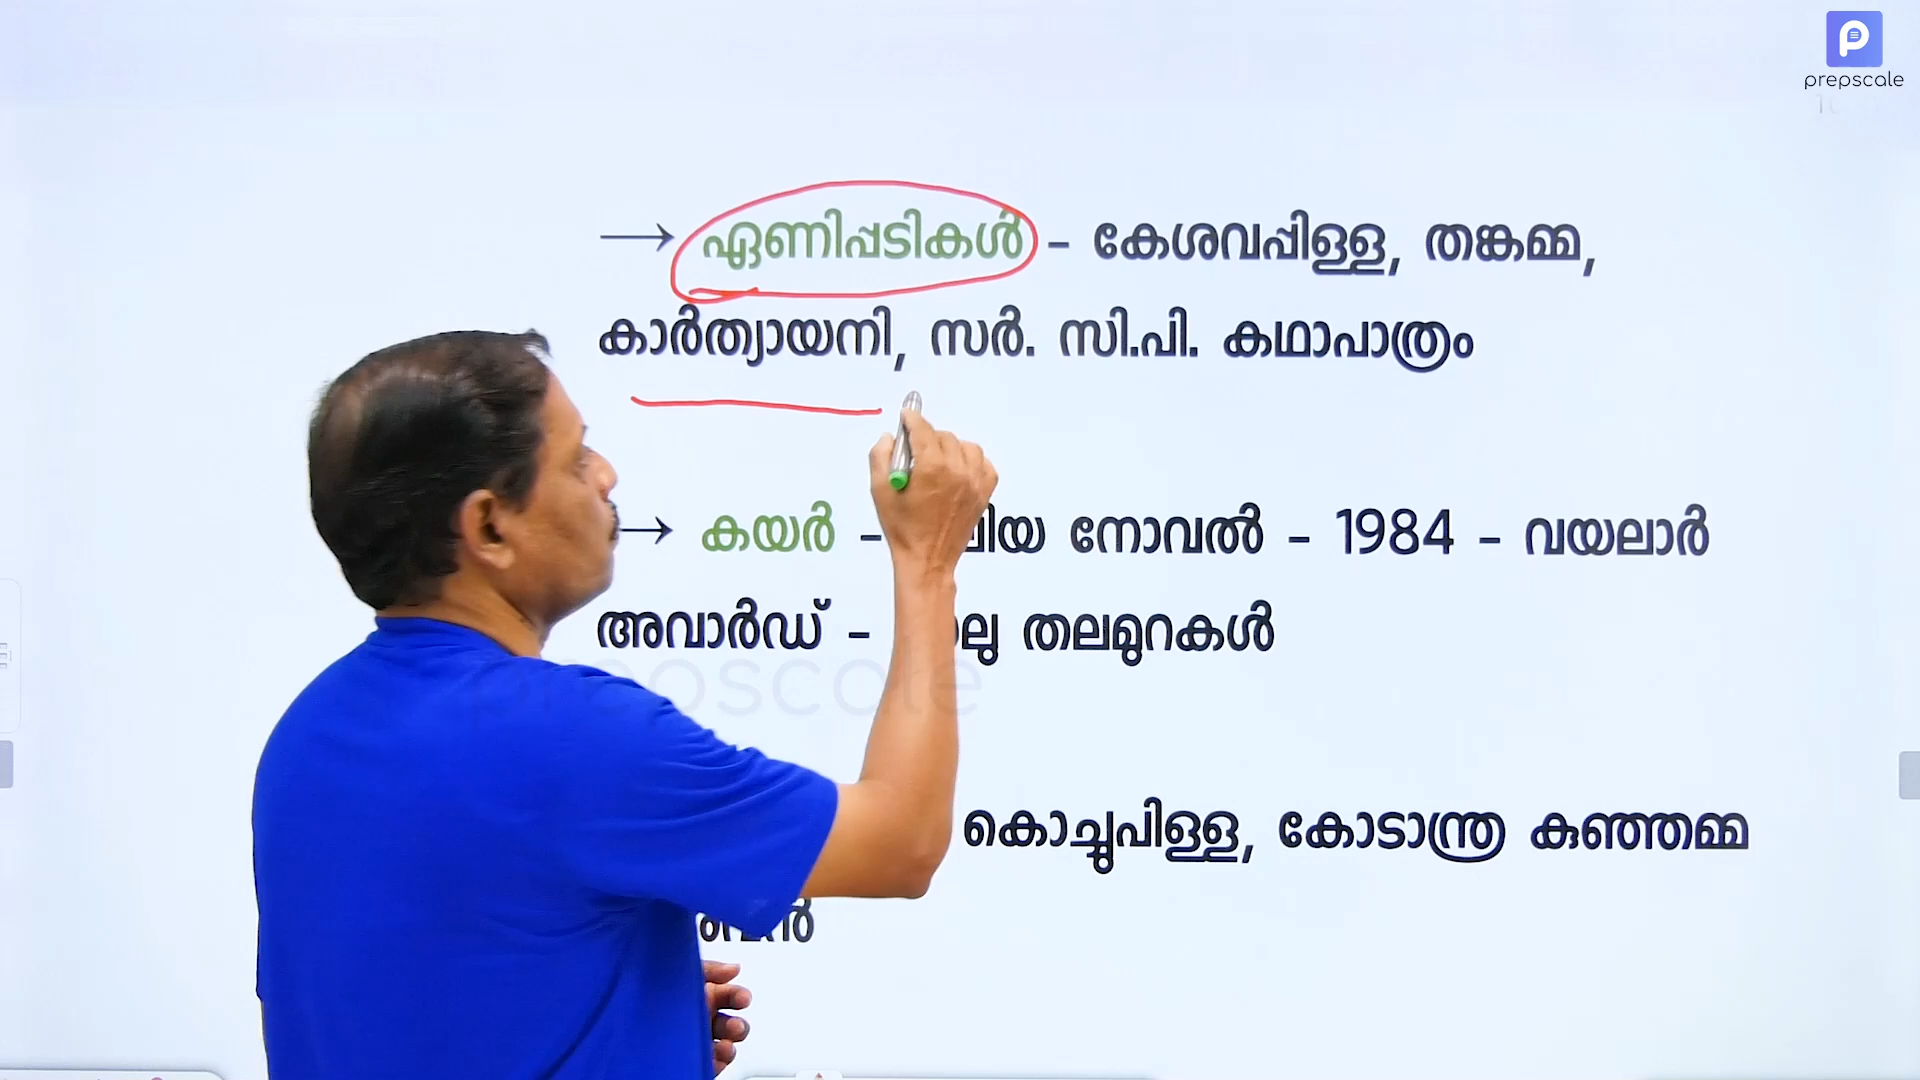 prepscale
→ ഏണിപ്പടികൾ - കേശവപ്പിള്ള, തങ്കമ്മ,
കാർത്യായനി, സർ. സി.പി. കഥാപാത്രം
→ കയർ - നോവൽ - 1984 - വയലാർ
അവാർഡ് - തലമുറകൾ
prepscale
കൊച്ചുപിള്ള, കോടാന്ത്ര കുഞ്ഞമ്മ